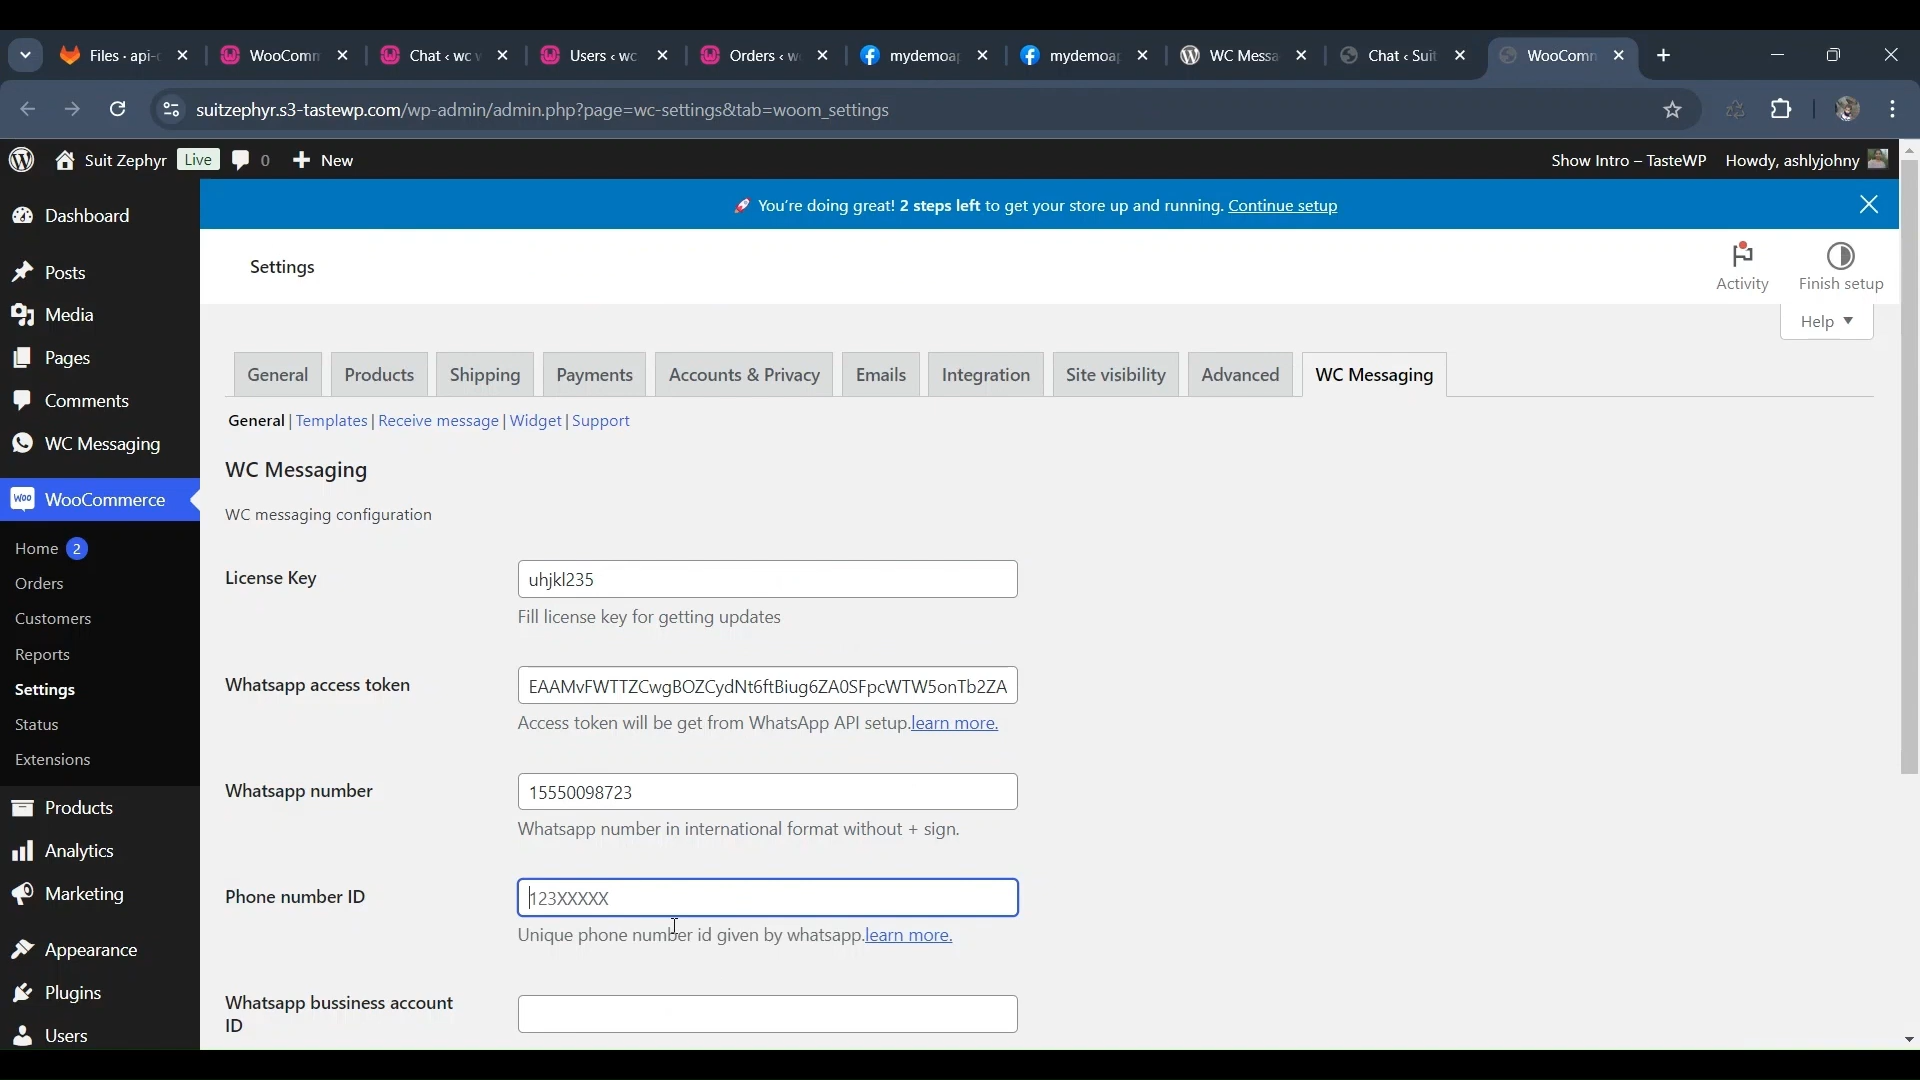 Files · api-c
WooComm
Chat ‹ wc w
Users ‹ wc
Orders ‹ w
mydemoap
mydemoap
WC Messa
Chat ‹ Suit
WooComm
suitzephyr.s3-tastewp.com/wp-admin/admin.php?page=wc-settings&tab=woom_settings
Suit Zephyr Live 0 New
Show Intro – TasteWP Howdy, ashlyjohny
Dashboard
Posts
Media
Pages
Comments
WC Messaging
WooCommerce
Home 2
Orders
Customers
Reports
Settings
Status
Extensions
Products
Analytics
Marketing
Appearance
Plugins
Users
🚀 You're doing great! 2 steps left to get your store up and running. Continue setup
Settings
Activity
Finish setup
Help
General
Products
Shipping
Payments
Accounts & Privacy
Emails
Integration
Site visibility
Advanced
WC Messaging
General | Templates | Receive message | Widget | Support
WC Messaging
WC messaging configuration
License Key
uhjkl235
Fill license key for getting updates
Whatsapp access token
EAAMvFWTTZCwgBOZCydNt6ftBiug6ZA0SFpcWTW5onTb2ZA
Access token will be get from WhatsApp API setup.learn more.
Whatsapp number
15550098723
Whatsapp number in international format without + sign.
Phone number ID
123XXXXX
Unique phone number id given by whatsapp.learn more.
Whatsapp bussiness account
ID